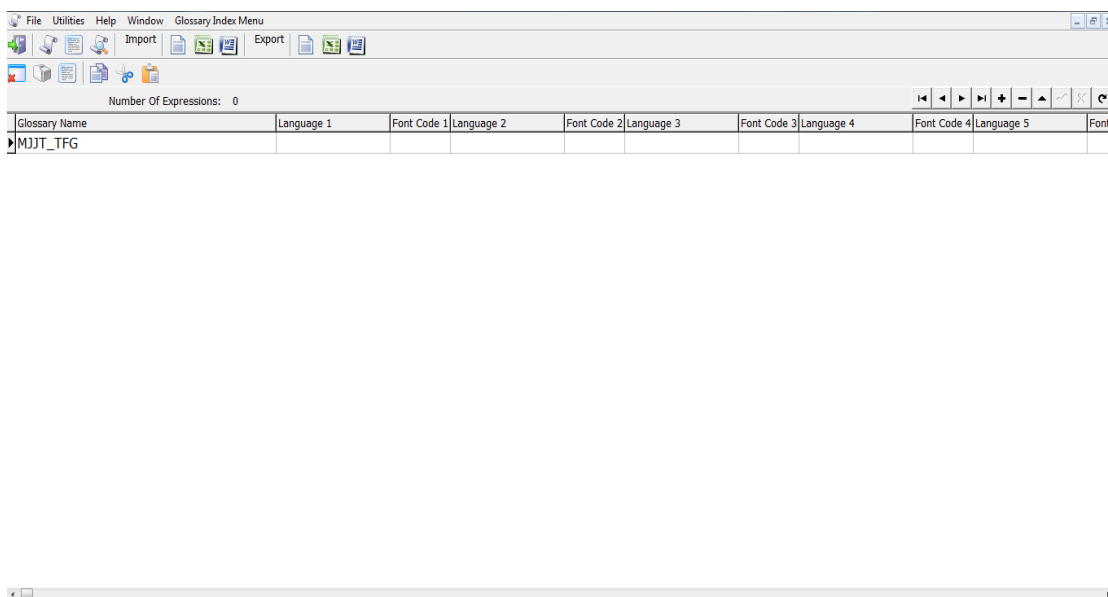 File Utilities Help Window Glossary Index Menu
Import Export
Number Of Expressions: 0
Glossary Name Language 1 Font Code 1 Language 2 Font Code 2 Language 3 Font Code 3 Language 4 Font Code 4 Language 5 Font
MJJT_TFG